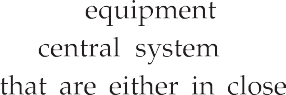 equipment
central system
that are either in close